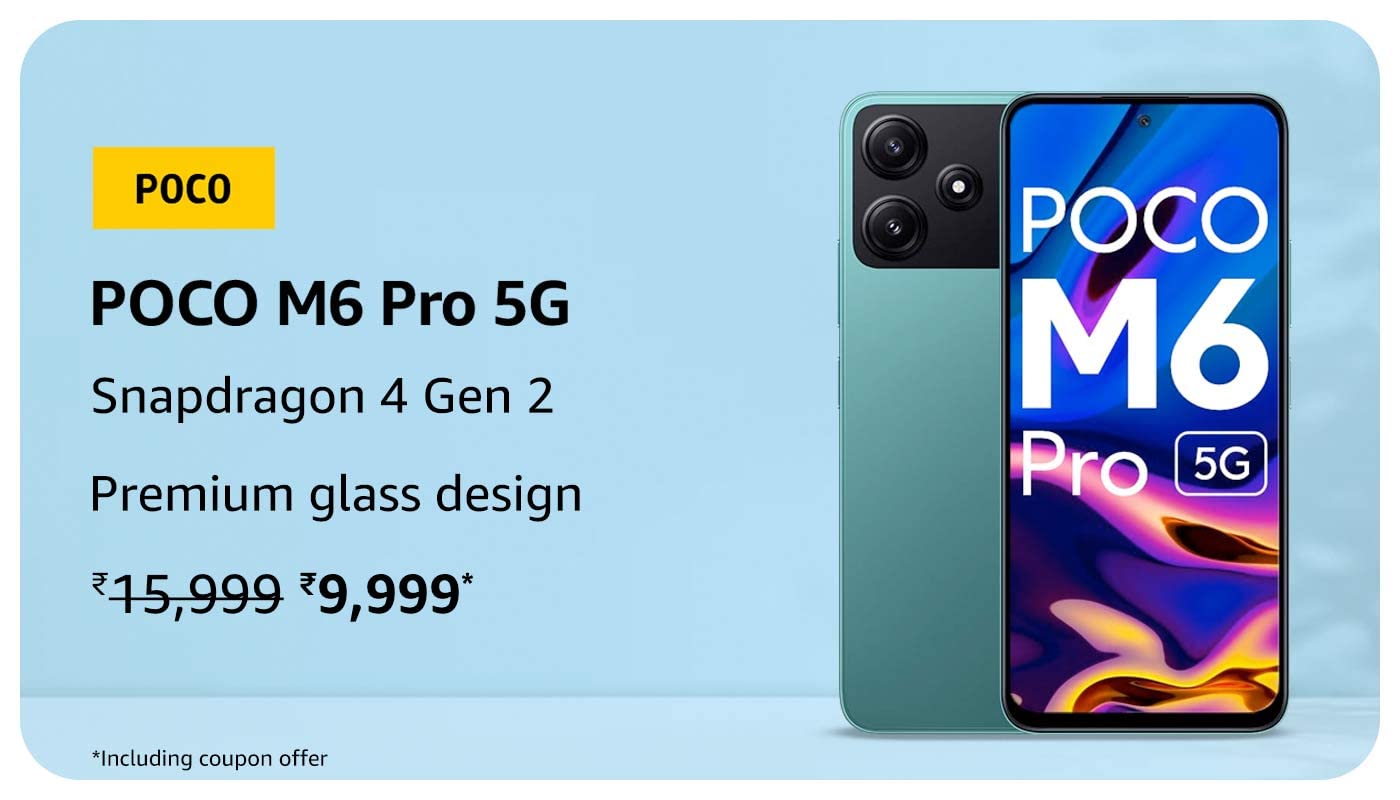 POCO
POCO M6 Pro 5G
Snapdragon 4 Gen 2
Premium glass design
₹15,999 ₹9,999*
*Including coupon offer
POCO
M6
Pro 5G